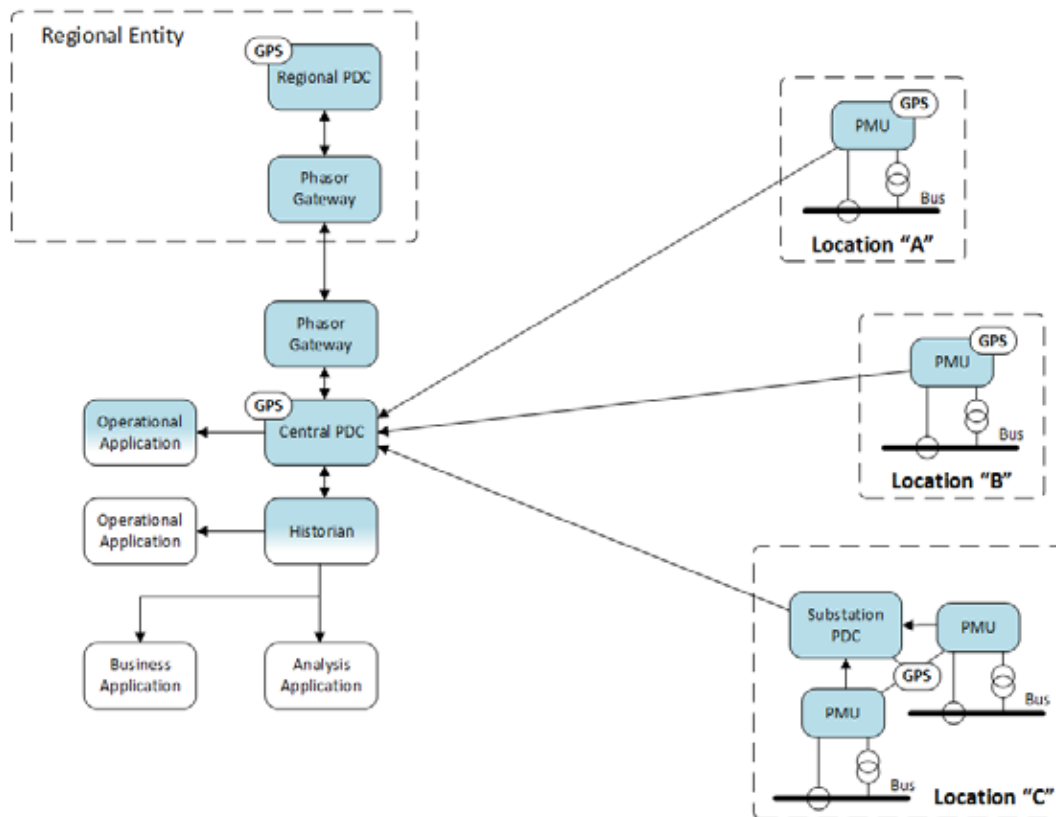 Regional Entity
GPS
Regional PDC
Phasor
Gateway
Phasor
Gateway
GPS
Central PDC
Operational
Application
Operational
Application
Historian
Business
Application
Analysis
Application
GPS
PMU
Bus
Location "A"
GPS
PMU
Bus
Location "B"
Substation
PDC
PMU
GPS
PMU
Bus
Bus
Location "C"